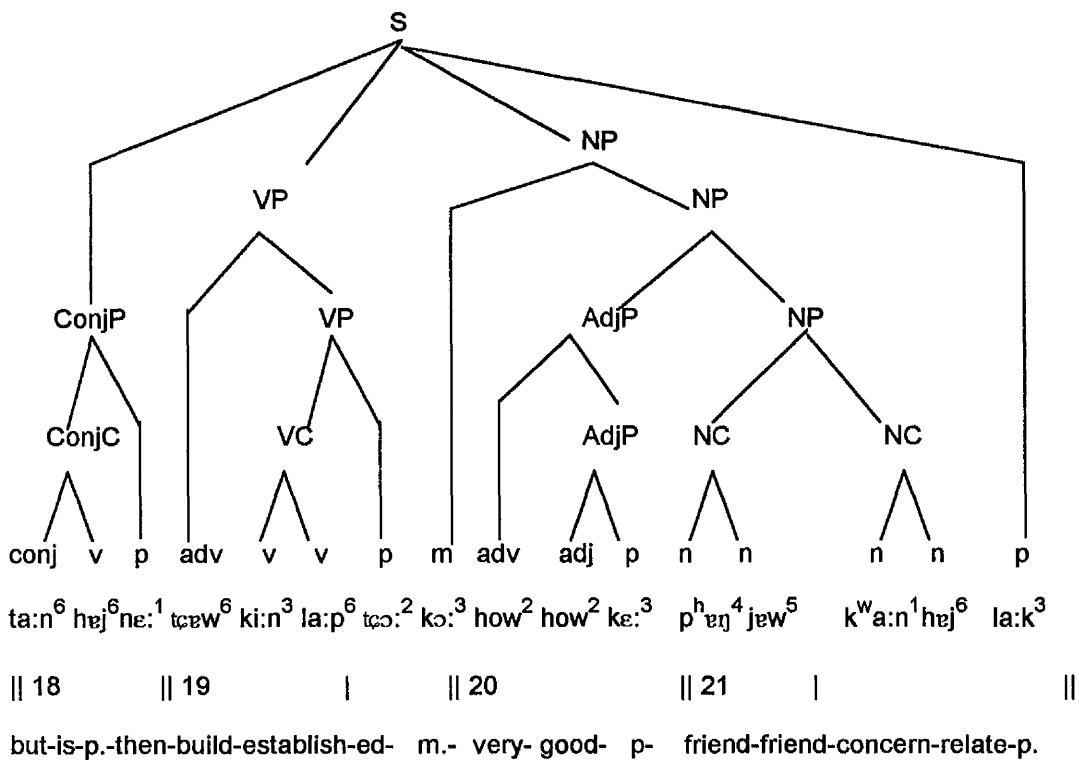 S
NP
VP NP
ConjP VP AdjP NP
ConjC VC AdjP NC NC
conj v p adv v v p m adv adj p n n n n p
ta:n⁶ hɐj⁶nɛ:¹ tɕɐw⁶ ki:n³ la:p⁶ tɕɔ:² kɔ:³ how² how² kɛ:³ pʰɐŋ⁴ jɐw⁵ kʷa:n¹hɐj⁶ la:k³
|| 18 || 19 | || 20 || 21 | ||
but-is-p.-then-build-establish-ed- m.- very- good- p- friend-friend-concern-relate-p.